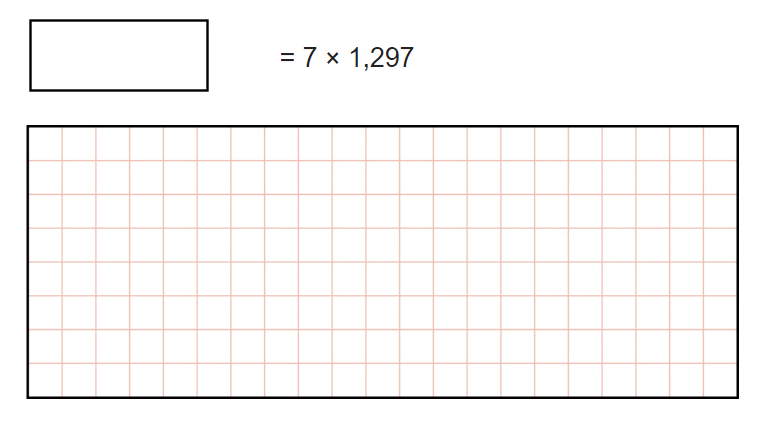 = 7 × 1,297